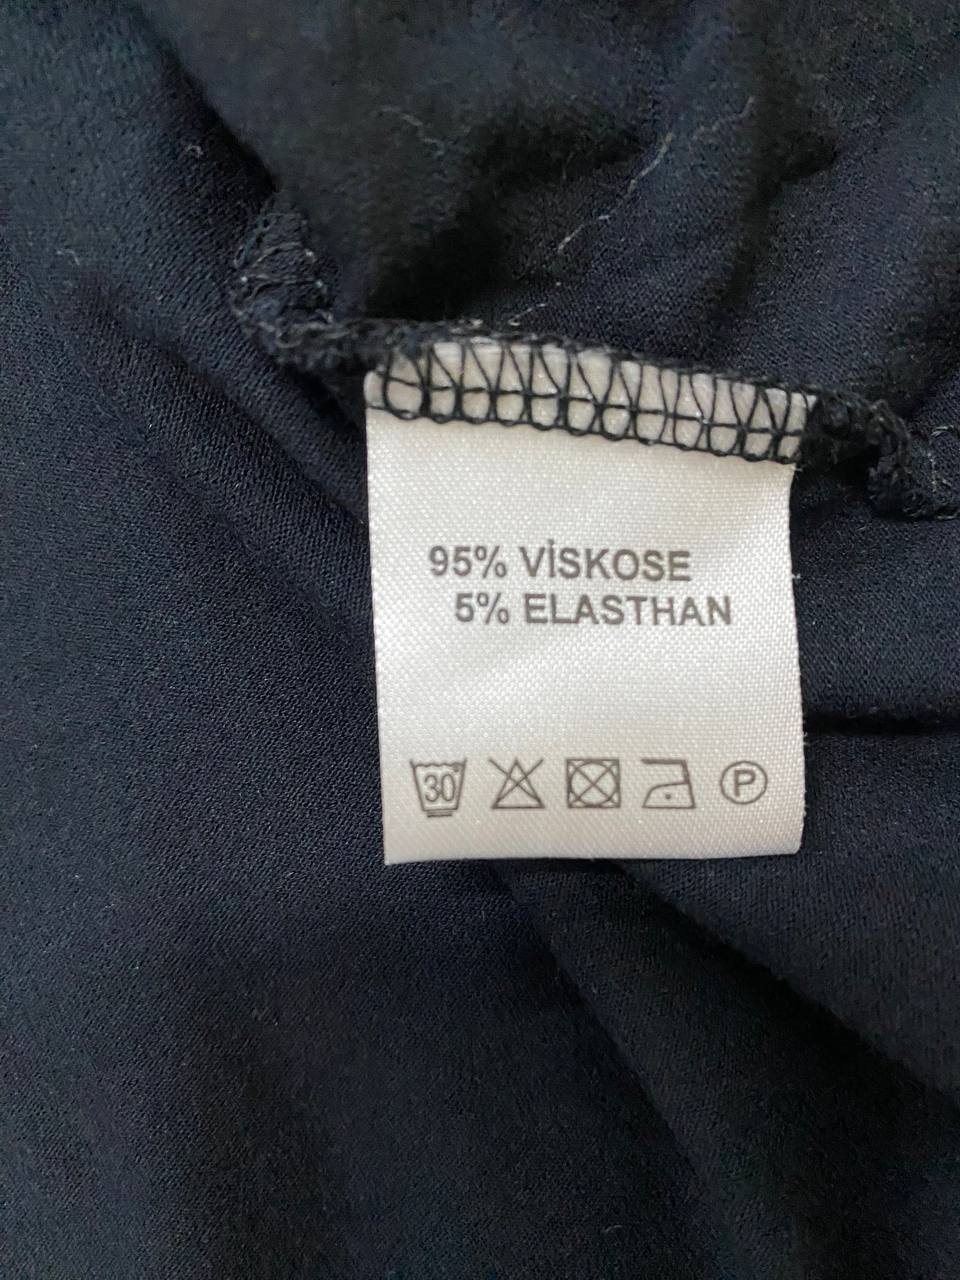 95% VİSKOSE
5% ELASTHAN
30 P